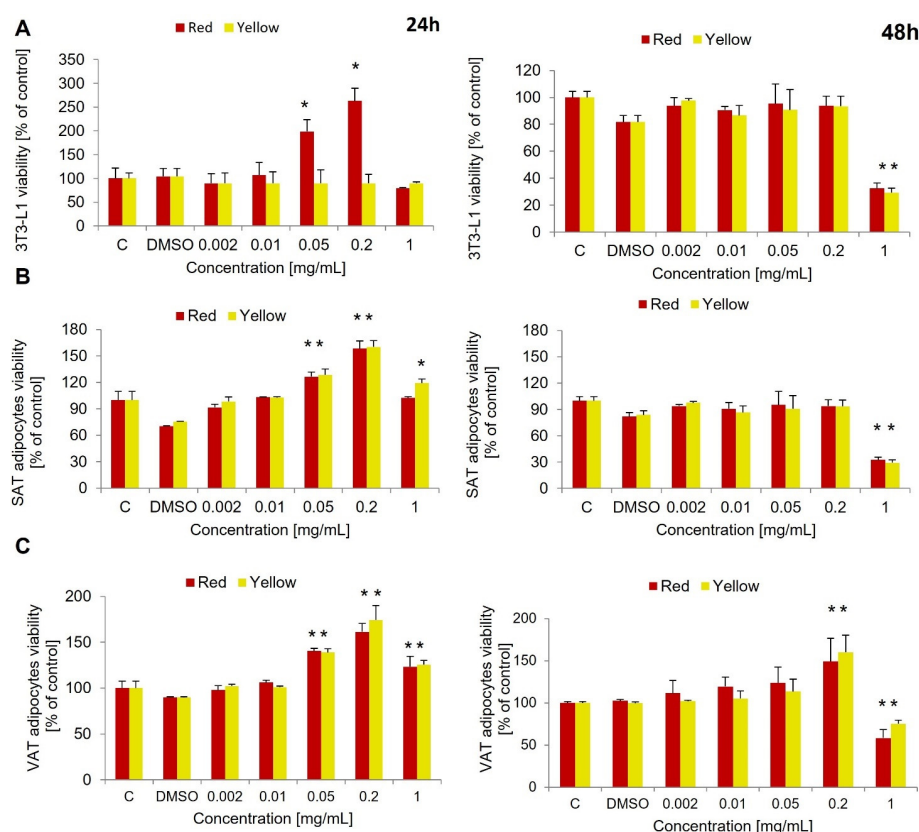 A
24h
Red Yellow
3T3-L1 viability [% of control]
350
300
250
200
150
100
50
0
* *
C DMSO 0.002 0.01 0.05 0.2 1
Concentration [mg/mL]
48h
Red Yellow
3T3-L1 viability [% of control]
120
100
80
60
40
20
0
* *
C DMSO 0.002 0.01 0.05 0.2 1
Concentration [mg/mL]
B
Red Yellow
SAT adipocytes viability
[% of control]
180
150
120
90
60
30
0
* * * * *
C DMSO 0.002 0.01 0.05 0.2 1
Concentration [mg/mL]
Red Yellow
SAT adipocytes viability
[% of control]
180
150
120
90
60
30
0
* *
C DMSO 0.002 0.01 0.05 0.2 1
Concentration [mg/mL]
C
Red Yellow
VAT adipocytes viability
[% of control]
200
150
100
50
0
* * * * * *
C DMSO 0.002 0.01 0.05 0.2 1
Concentration [mg/mL]
Red Yellow
VAT adipocytes viability
[% of control]
200
150
100
50
0
* * * *
C DMSO 0.002 0.01 0.05 0.2 1
Concentration [mg/mL]